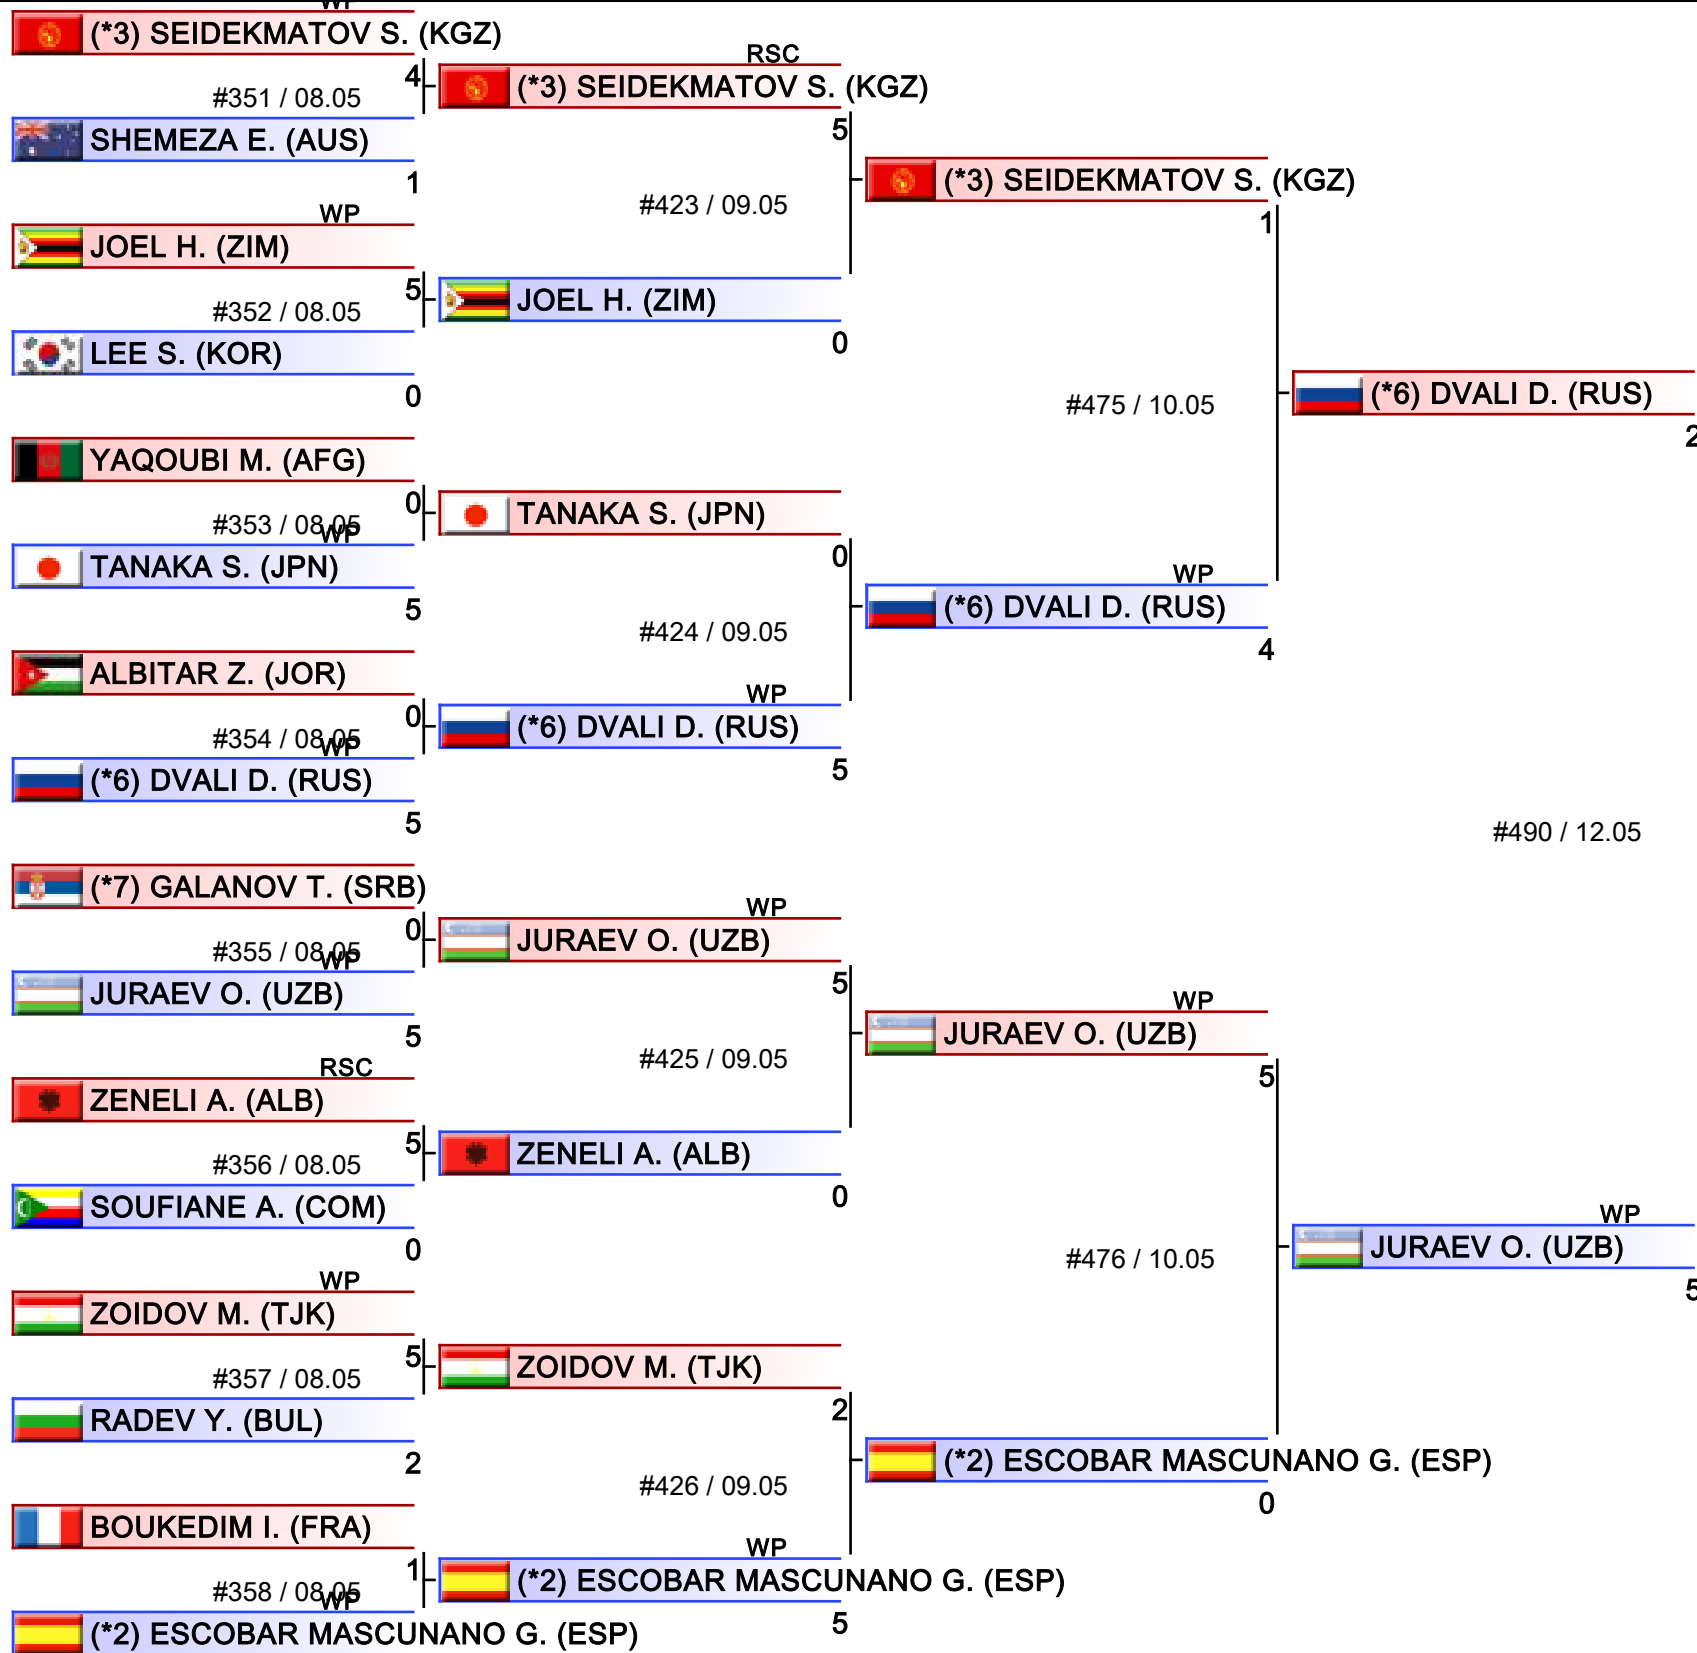 WP
(*3) SEIDEKMATOV S. (KGZ)
4
#351 / 08.05
SHEMEZA E. (AUS)
1
WP
JOEL H. (ZIM)
5
#352 / 08.05
LEE S. (KOR)
0
YAQOUBI M. (AFG)
0
#353 / 08.05
WP
TANAKA S. (JPN)
5
ALBITAR Z. (JOR)
0
#354 / 08.05
WP
(*6) DVALI D. (RUS)
5
(*7) GALANOV T. (SRB)
0
#355 / 08.05
WP
JURAEV O. (UZB)
5
RSC
ZENELI A. (ALB)
5
#356 / 08.05
SOUFIANE A. (COM)
0
WP
ZOIDOV M. (TJK)
5
#357 / 08.05
RADEV Y. (BUL)
2
BOUKEDIM I. (FRA)
1
#358 / 08.05
WP
(*2) ESCOBAR MASCUNANO G. (ESP)
RSC
(*3) SEIDEKMATOV S. (KGZ)
5
#423 / 09.05
JOEL H. (ZIM)
0
TANAKA S. (JPN)
0
#424 / 09.05
WP
(*6) DVALI D. (RUS)
5
WP
JURAEV O. (UZB)
5
#425 / 09.05
ZENELI A. (ALB)
0
ZOIDOV M. (TJK)
2
#426 / 09.05
WP
(*2) ESCOBAR MASCUNANO G. (ESP)
5
(*3) SEIDEKMATOV S. (KGZ)
1
#475 / 10.05
WP
(*6) DVALI D. (RUS)
4
WP
JURAEV O. (UZB)
5
#476 / 10.05
(*2) ESCOBAR MASCUNANO G. (ESP)
0
(*6) DVALI D. (RUS)
2
#490 / 12.05
WP
JURAEV O. (UZB)
5